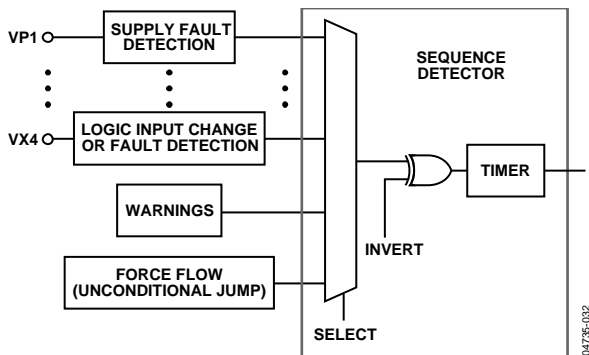 VP1
SUPPLY FAULT
DETECTION
SEQUENCE
DETECTOR
VX4
LOGIC INPUT CHANGE
OR FAULT DETECTION
TIMER
WARNINGS
INVERT
FORCE FLOW
(UNCONDITIONAL JUMP)
SELECT
04735-032